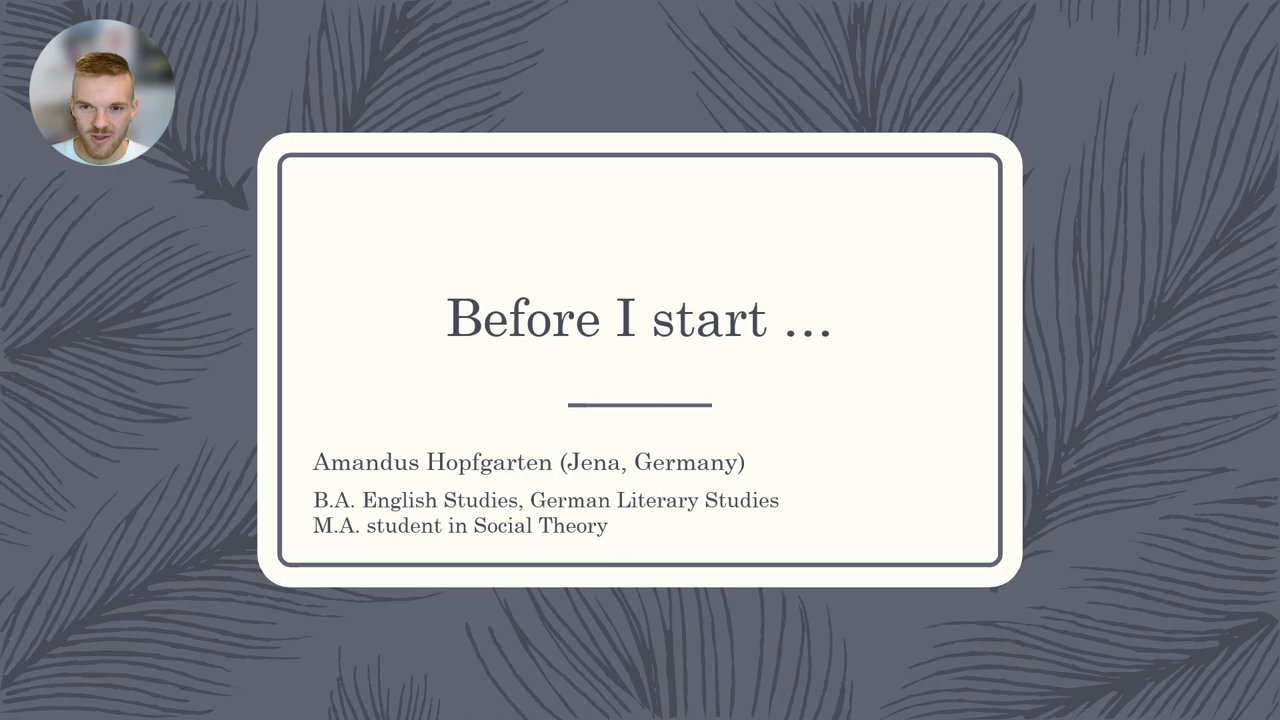 Before I start ...
Amandus Hopfgarten (Jena, Germany)
B.A. English Studies, German Literary Studies
M.A. student in Social Theory